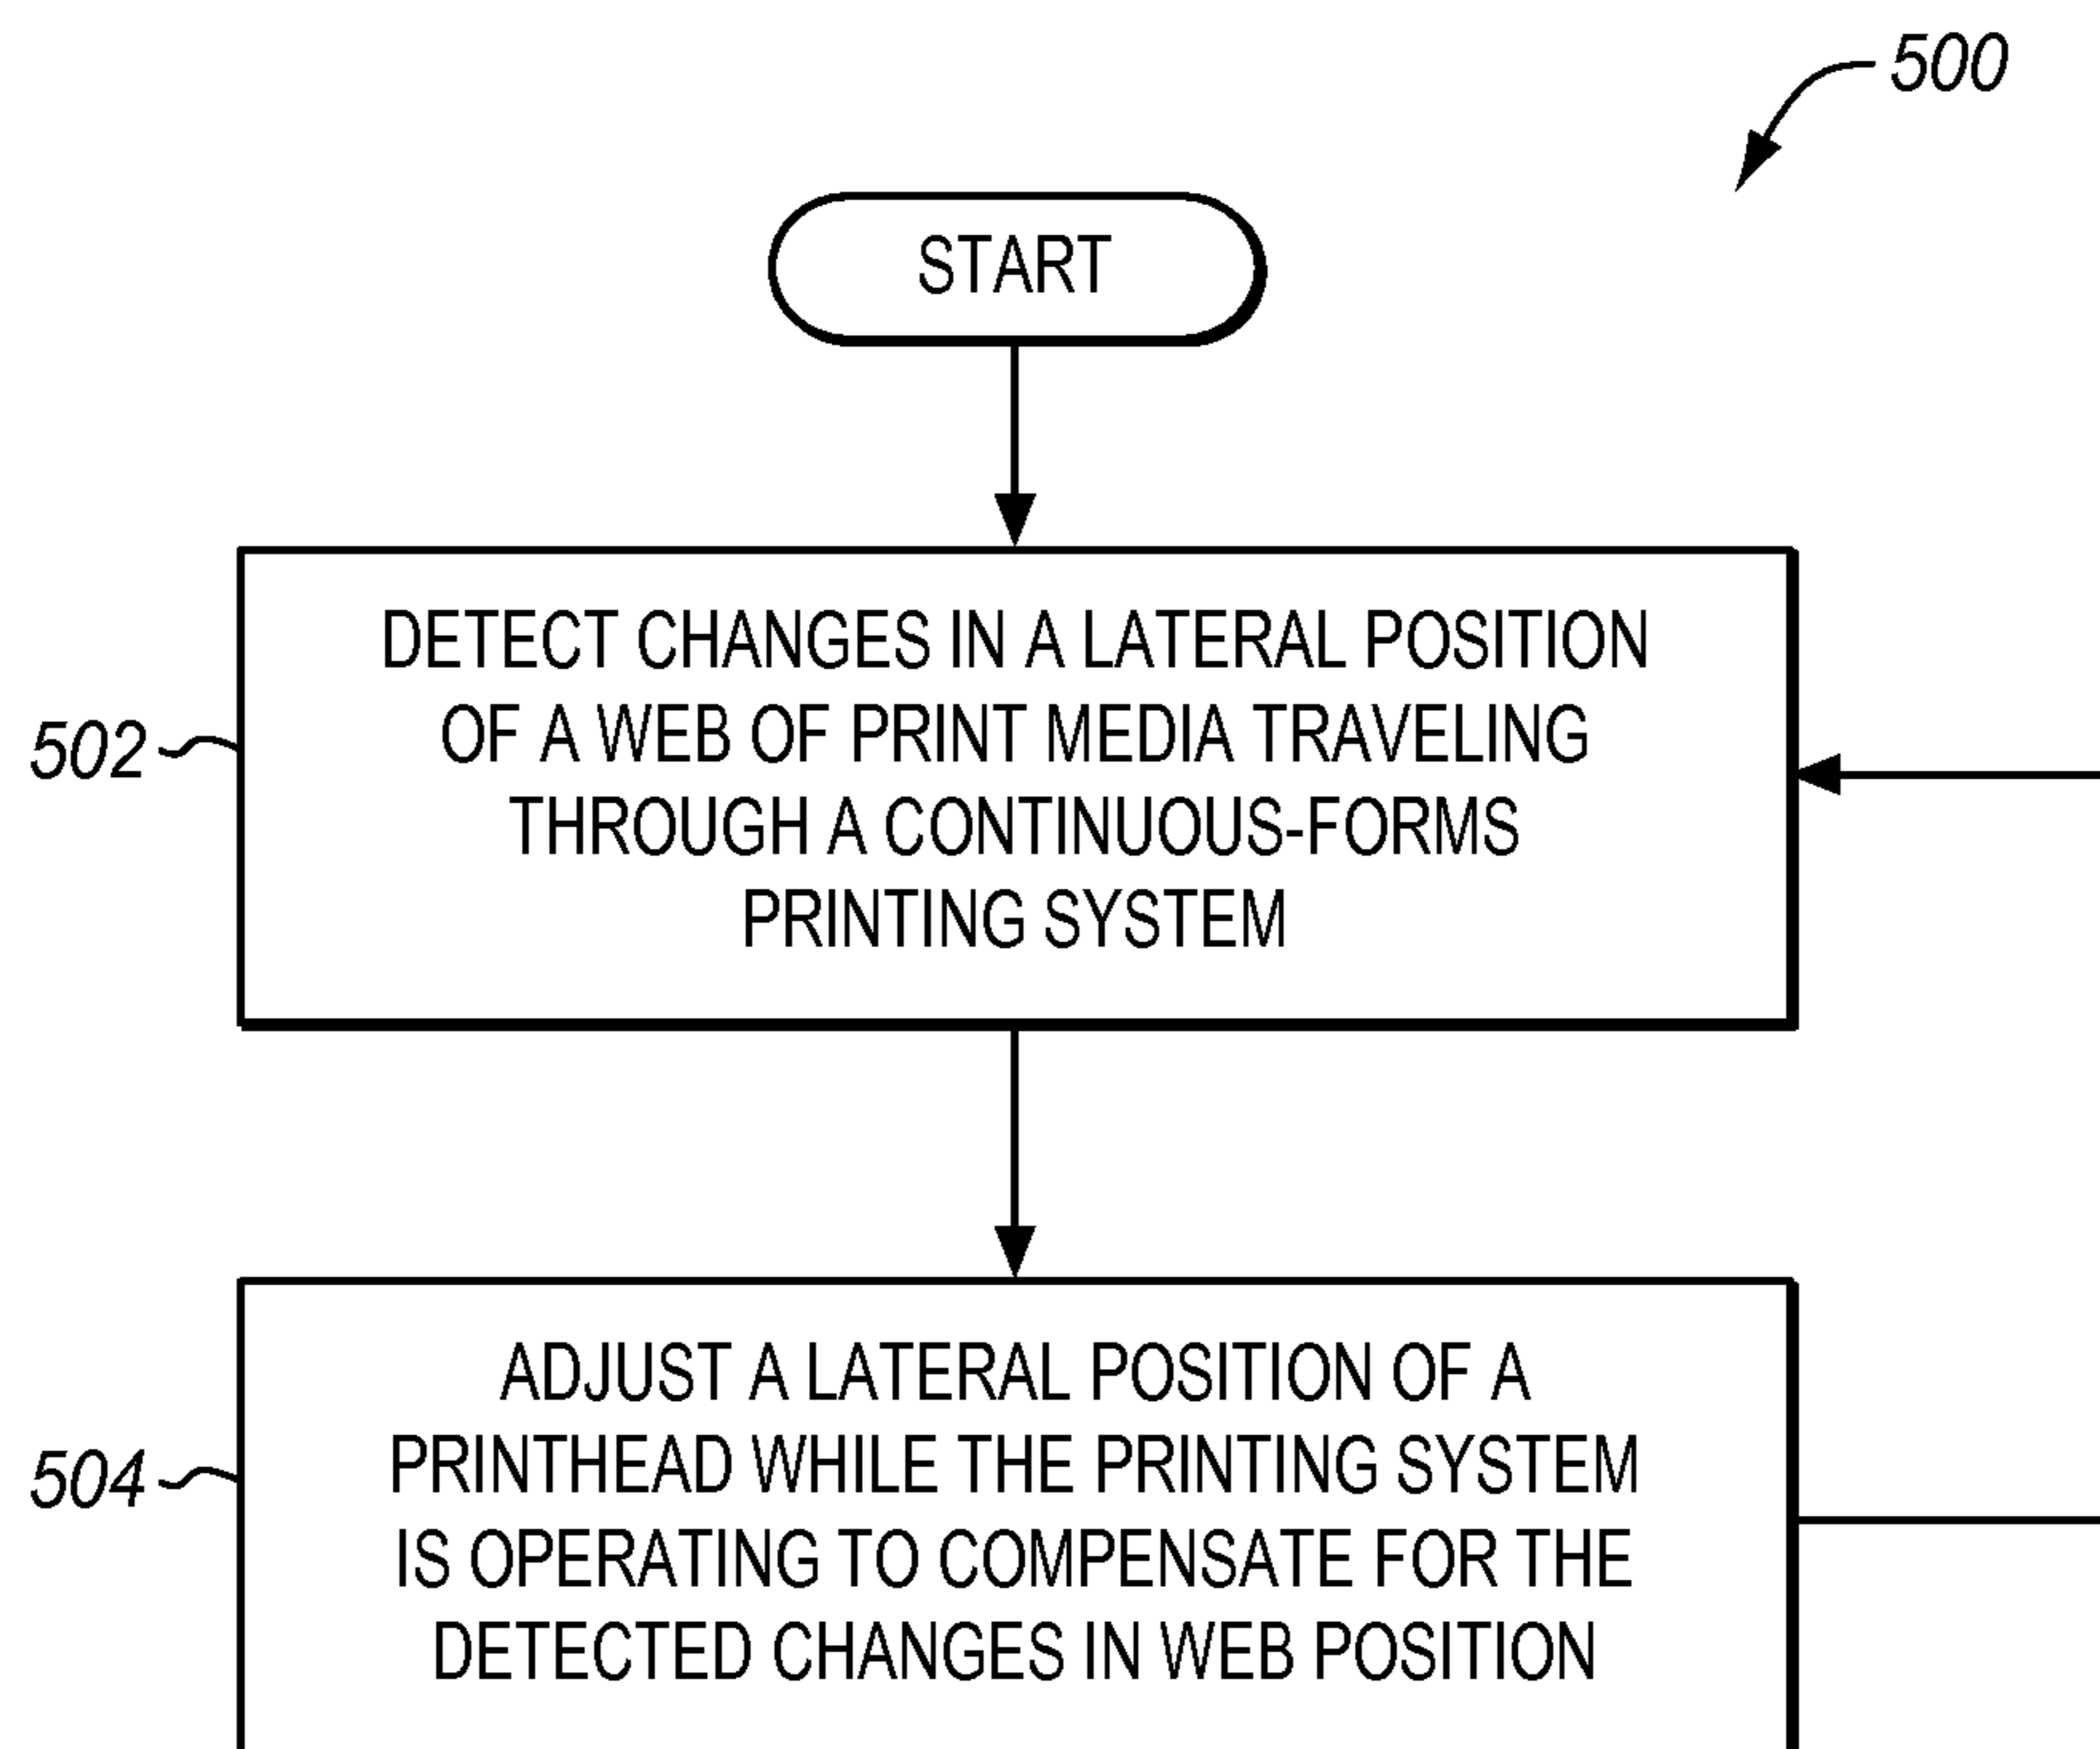 500
START
DETECT CHANGES IN A LATERAL POSITION
OF A WEB OF PRINT MEDIA TRAVELING
THROUGH A CONTINUOUS-FORMS
PRINTING SYSTEM
502
ADJUST A LATERAL POSITION OF A
PRINTHEAD WHILE THE PRINTING SYSTEM
IS OPERATING TO COMPENSATE FOR THE
DETECTED CHANGES IN WEB POSITION
504